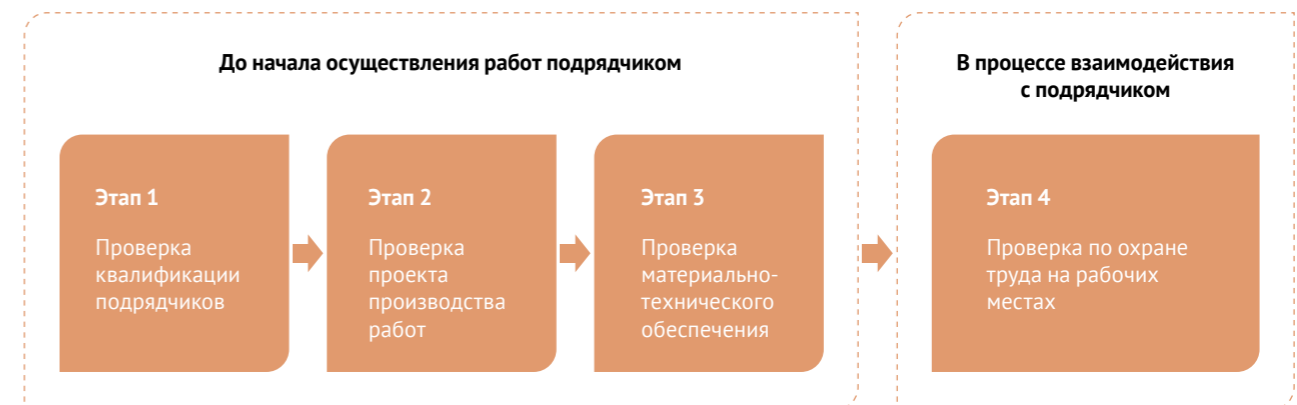 До начала осуществления работ подрядчиком
Этап 1
Проверка
квалификации
подрядчиков
Этап 2
Проверка
проекта
производства
работ
Этап 3
Проверка
материально-
технического
обеспечения
В процессе взаимодействия
с подрядчиком
Этап 4
Проверка по охране
труда на рабочих
местах